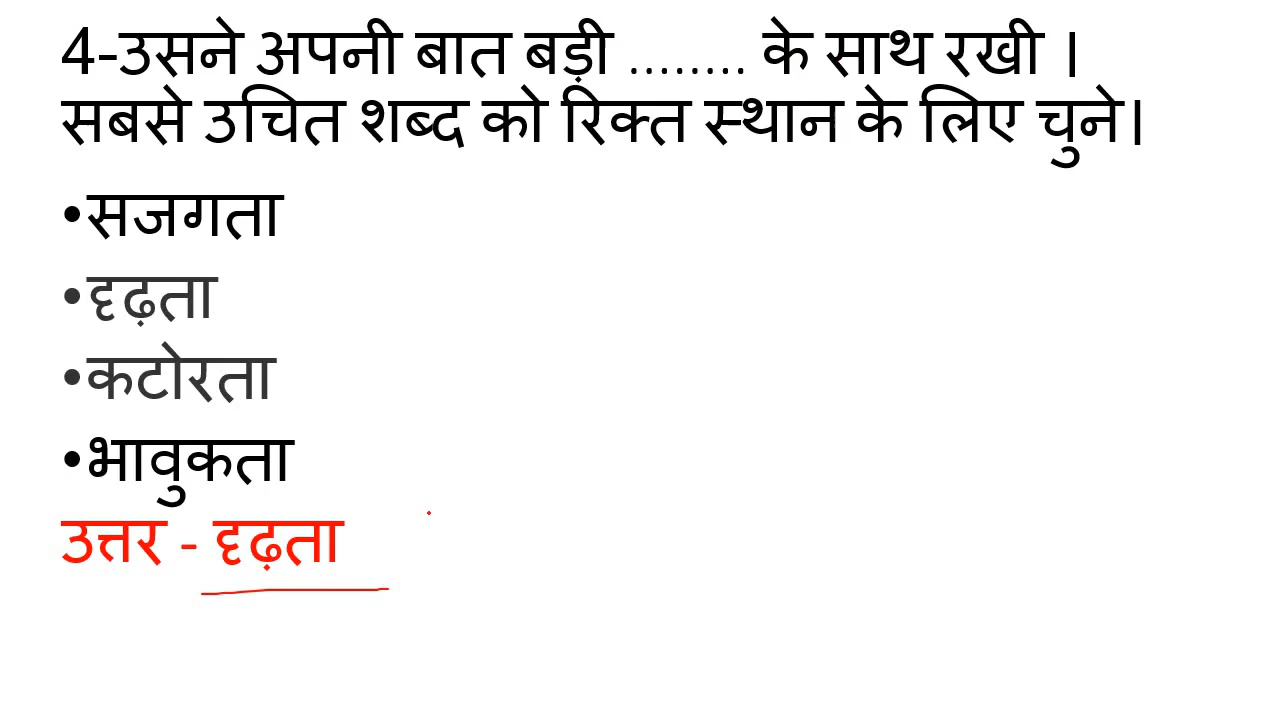 4-उसने अपनी बात बड़ी ........ के साथ रखी ।
सबसे उचित शब्द को रिक्त स्थान के लिए चुने।
•सजगता
•दृढ़ता
•कटोरता
•भावुकता
उत्तर - दृढ़ता